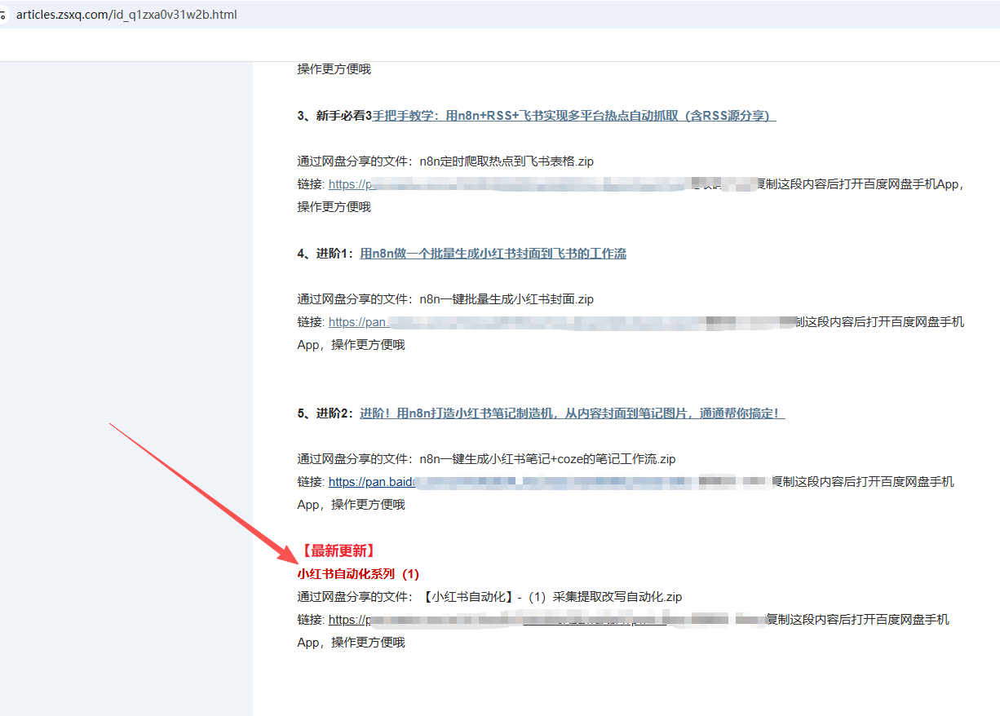 articles.zsxq.com/id_q1zxa0v31w2b.html
操作更方便哦
3、新手必看3手把手教学：用n8n+RSS+飞书实现多平台热点自动抓取（含RSS源分享）
通过网盘分享的文件：n8n定时爬取热点到飞书表格.zip
链接: https://p 复制这段内容后打开百度网盘手机App，
操作更方便哦
4、进阶1：用n8n做一个批量生成小红书封面到飞书的工作流
通过网盘分享的文件：n8n一键批量生成小红书封面.zip
链接: https://pan. 制这段内容后打开百度网盘手机
App，操作更方便哦
5、进阶2：进阶！用n8n打造小红书笔记制造机，从内容封面到笔记图片，通通帮你搞定！
通过网盘分享的文件：n8n一键生成小红书笔记+coze的笔记工作流.zip
链接: https://pan.baidu 复制这段内容后打开百度网盘手机
App，操作更方便哦
【最新更新】
小红书自动化系列（1）
通过网盘分享的文件：【小红书自动化】-（1）采集提取改写自动化.zip
链接: https://p 复制这段内容后打开百度网盘手机
App，操作更方便哦